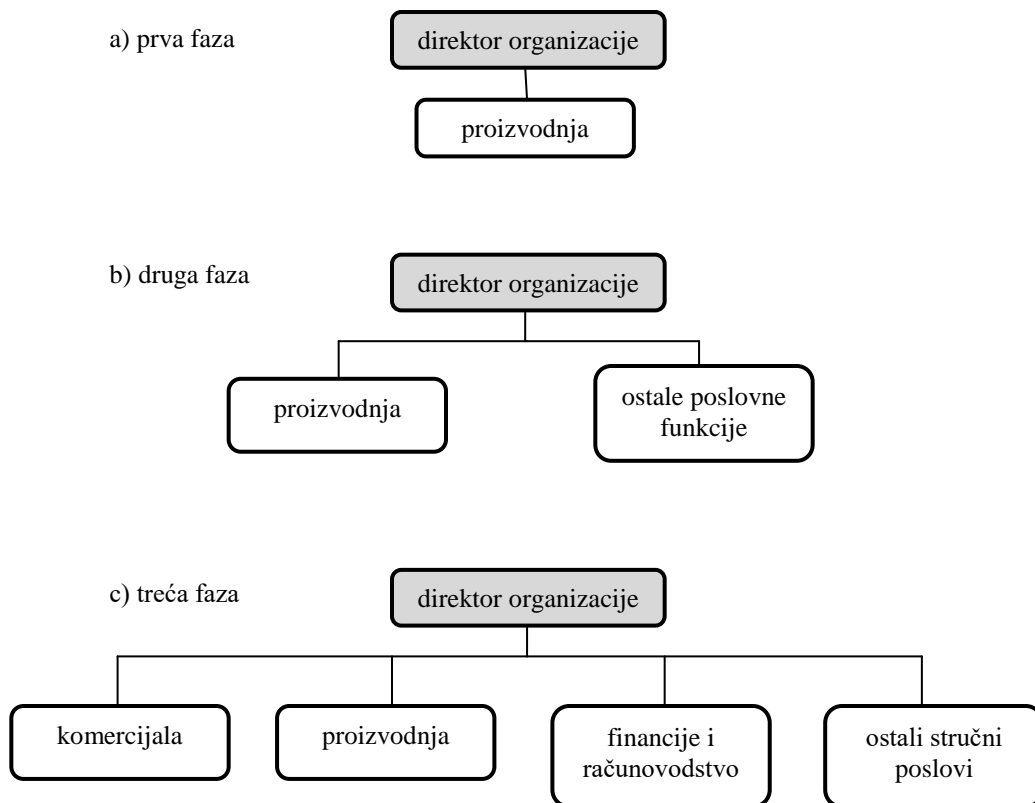 a) prva faza
direktor organizacije
proizvodnja
b) druga faza
direktor organizacije
proizvodnja
ostale poslovne
funkcije
c) treća faza
direktor organizacije
komercijala
proizvodnja
financije i
računovodstvo
ostali stručni
poslovi